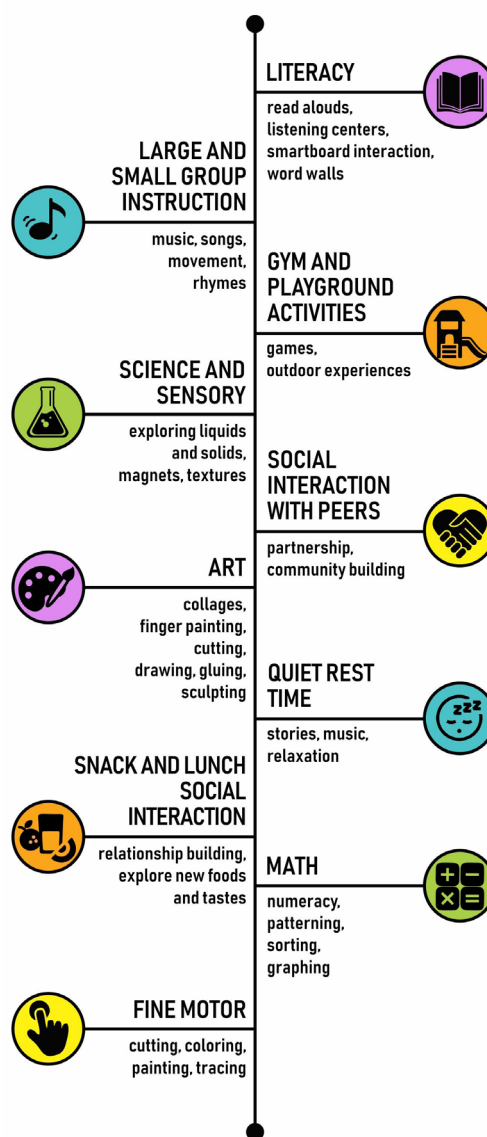 LITERACY
read alouds,
listening centers,
smartboard interaction,
word walls
LARGE AND
SMALL GROUP
INSTRUCTION
music, songs,
movement,
rhymes
GYM AND
PLAYGROUND
ACTIVITIES
games,
outdoor experiences
SCIENCE AND
SENSORY
exploring liquids
and solids,
magnets, textures
SOCIAL
INTERACTION
WITH PEERS
partnership,
community building
ART
collages,
finger painting,
cutting,
drawing, gluing,
sculpting
QUIET REST
TIME
stories, music,
relaxation
SNACK AND LUNCH
SOCIAL
INTERACTION
relationship building,
explore new foods
and tastes
MATH
numeracy,
patterning,
sorting,
graphing
FINE MOTOR
cutting, coloring,
painting, tracing
zzz